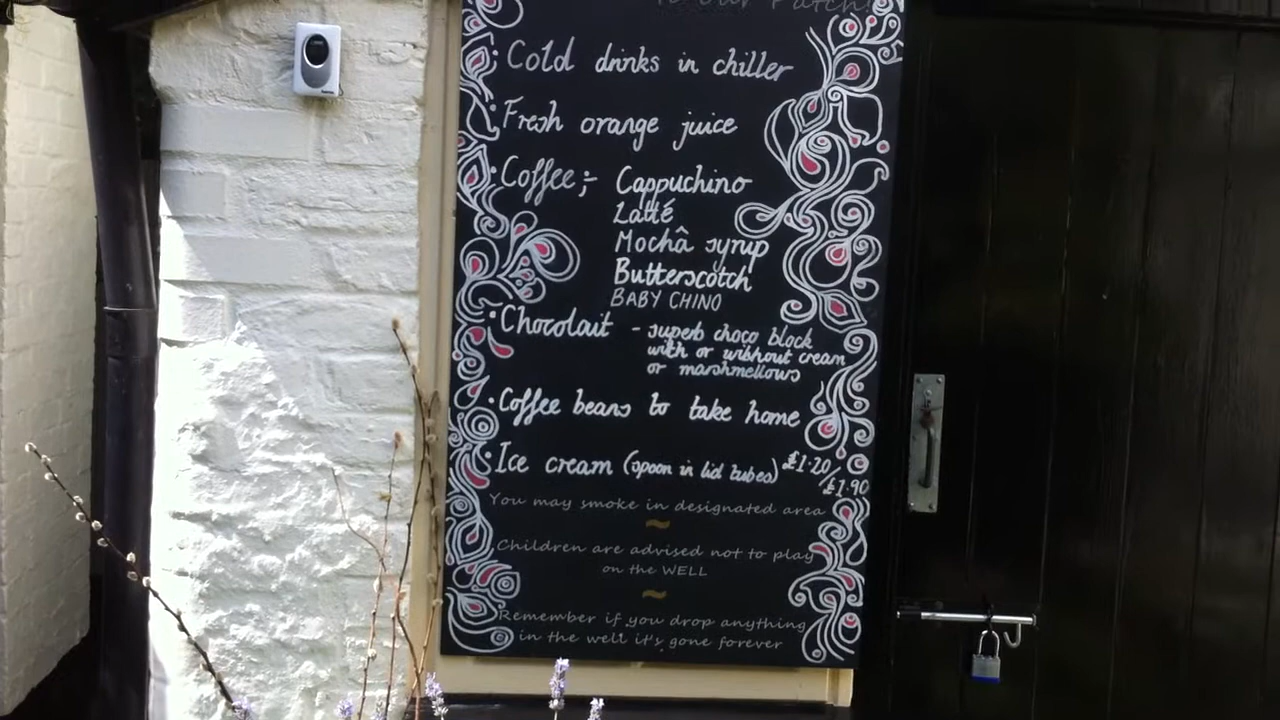 to our Patch!
• Cold drinks in chiller
• Fresh orange juice
• Coffee;- Cappuchino
Latté
Mochâ syrup
Butterscotch
BABY CHINO
• Chocolait - superb choco block
with or without cream
or marshmellows
• Coffee beans to take home
• Ice cream (spoon in lid tubes) £1.20/
£1.90
You may smoke in designated area
~
Children are advised not to play
on the WELL
~
Remember if you drop anything
in the well it's gone forever